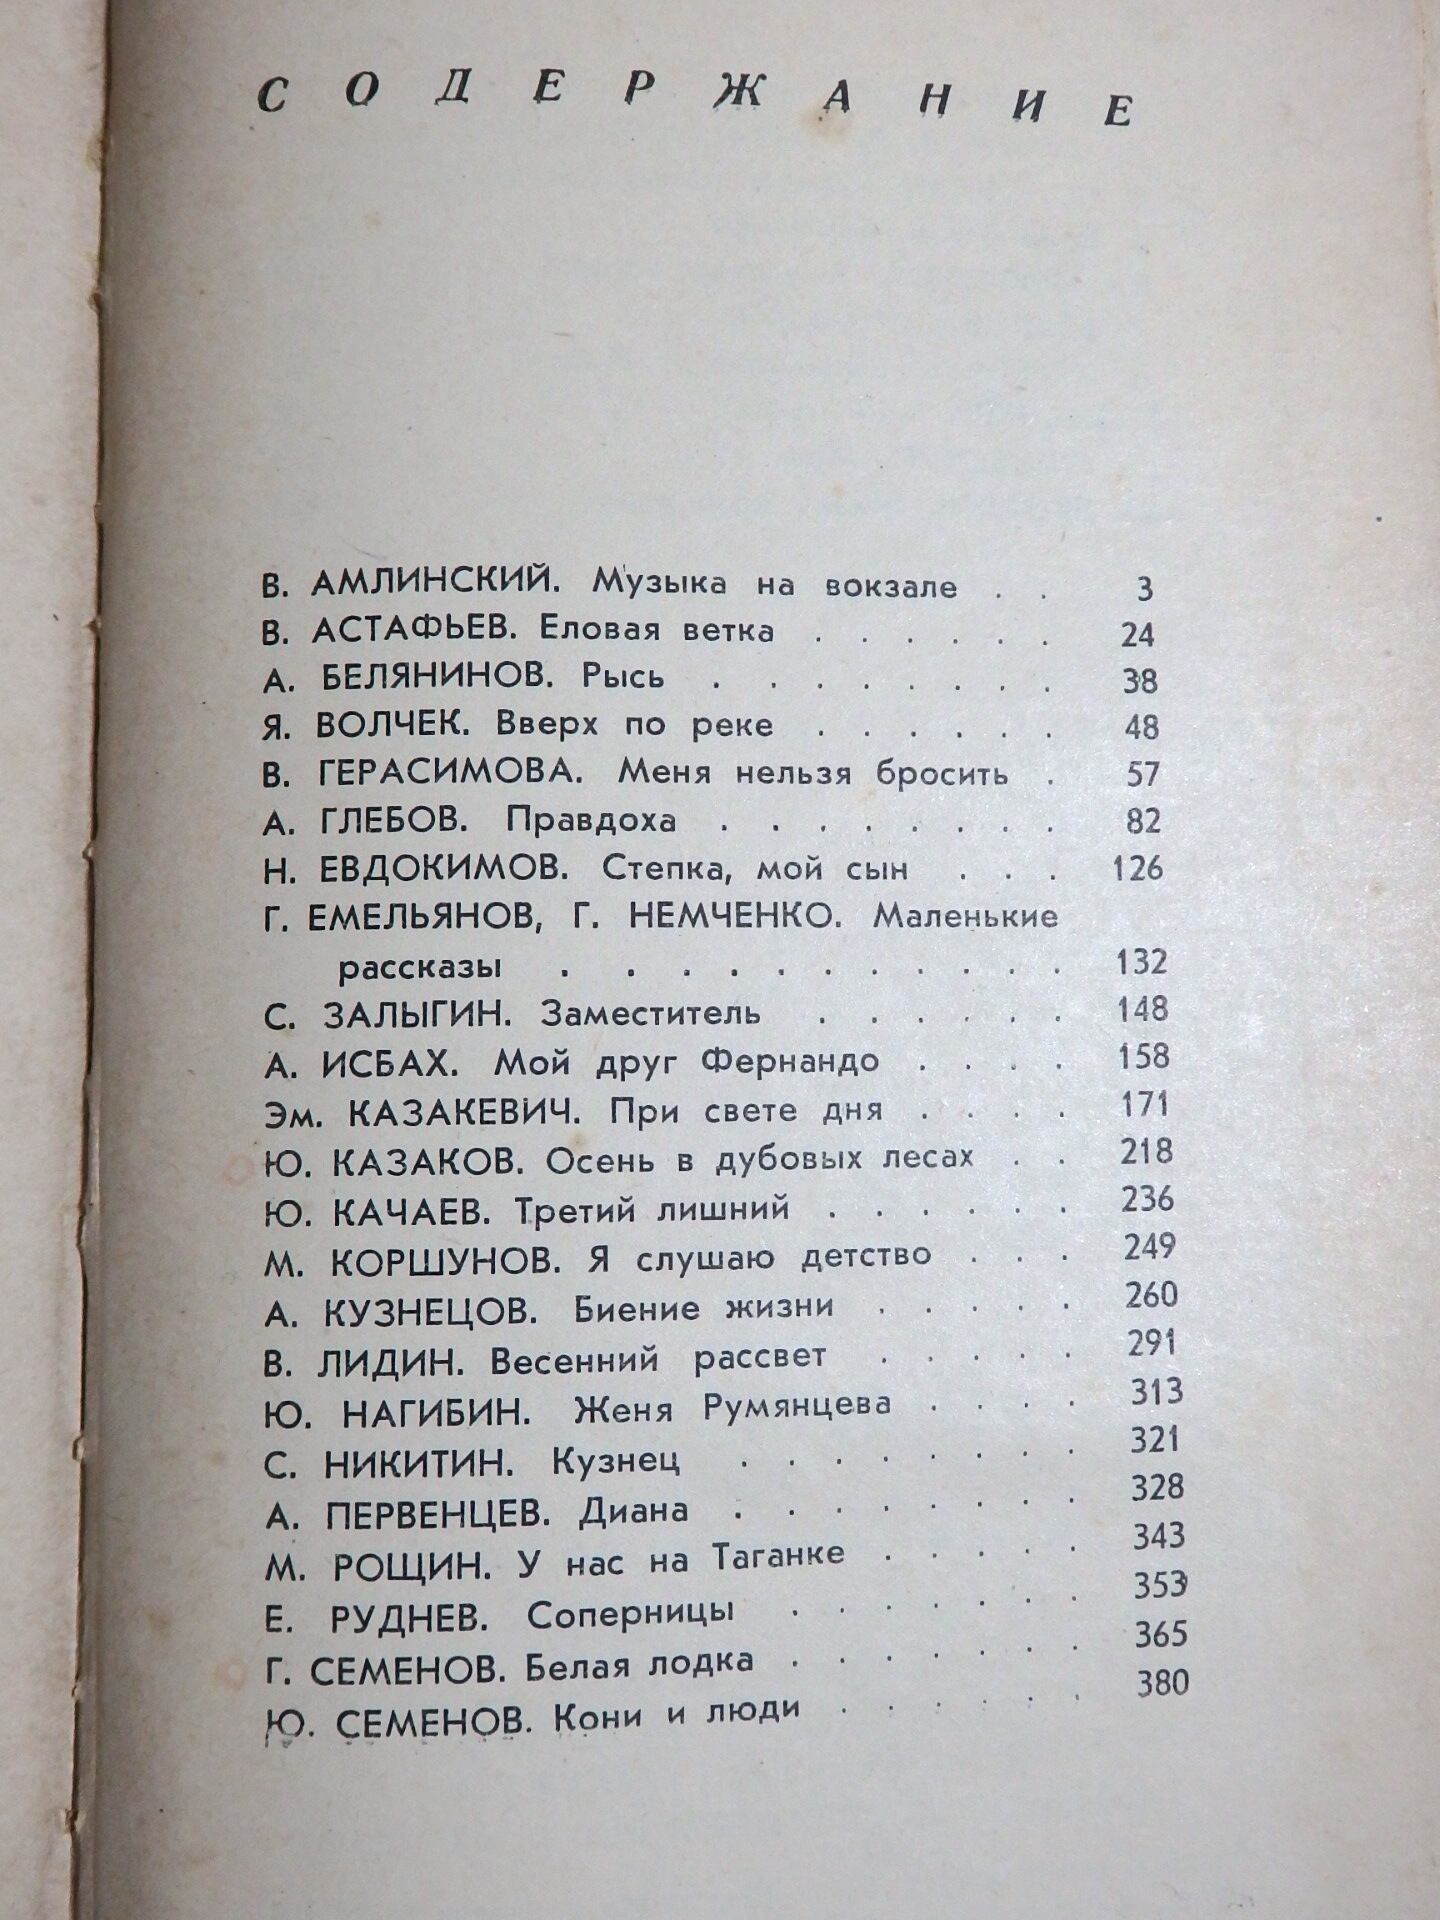 СОДЕРЖАНИЕ
В. АМЛИНСКИЙ. Музыка на вокзале . . 3
В. АСТАФЬЕВ. Еловая ветка . . . . . . 24
А. БЕЛЯНИНОВ. Рысь . . . . . . . . 38
Я. ВОЛЧЕК. Вверх по реке . . . . . . 48
В. ГЕРАСИМОВА. Меня нельзя бросить . 57
А. ГЛЕБОВ. Правдоха . . . . . . . . 82
Н. ЕВДОКИМОВ. Степка, мой сын . . . 126
Г. ЕМЕЛЬЯНОВ, Г. НЕМЧЕНКО. Маленькие
рассказы . . . . . . . . . . . 132
С. ЗАЛЫГИН. Заместитель . . . . . . 148
А. ИСБАХ. Мой друг Фернандо . . . . 158
Эм. КАЗАКЕВИЧ. При свете дня . . . . 171
Ю. КАЗАКОВ. Осень в дубовых лесах . . 218
Ю. КАЧАЕВ. Третий лишний . . . . . . 236
М. КОРШУНОВ. Я слушаю детство . . . 249
А. КУЗНЕЦОВ. Биение жизни . . . . . 260
В. ЛИДИН. Весенний рассвет . . . . . 291
Ю. НАГИБИН. Женя Румянцева . . . . 313
С. НИКИТИН. Кузнец . . . . . . . . 321
А. ПЕРВЕНЦЕВ. Диана . . . . . . . . 328
М. РОЩИН. У нас на Таганке . . . . . 343
Е. РУДНЕВ. Соперницы . . . . . . . 353
Г. СЕМЕНОВ. Белая лодка . . . . . . . 365
Ю. СЕМЕНОВ. Кони и люди . . . . . . 380